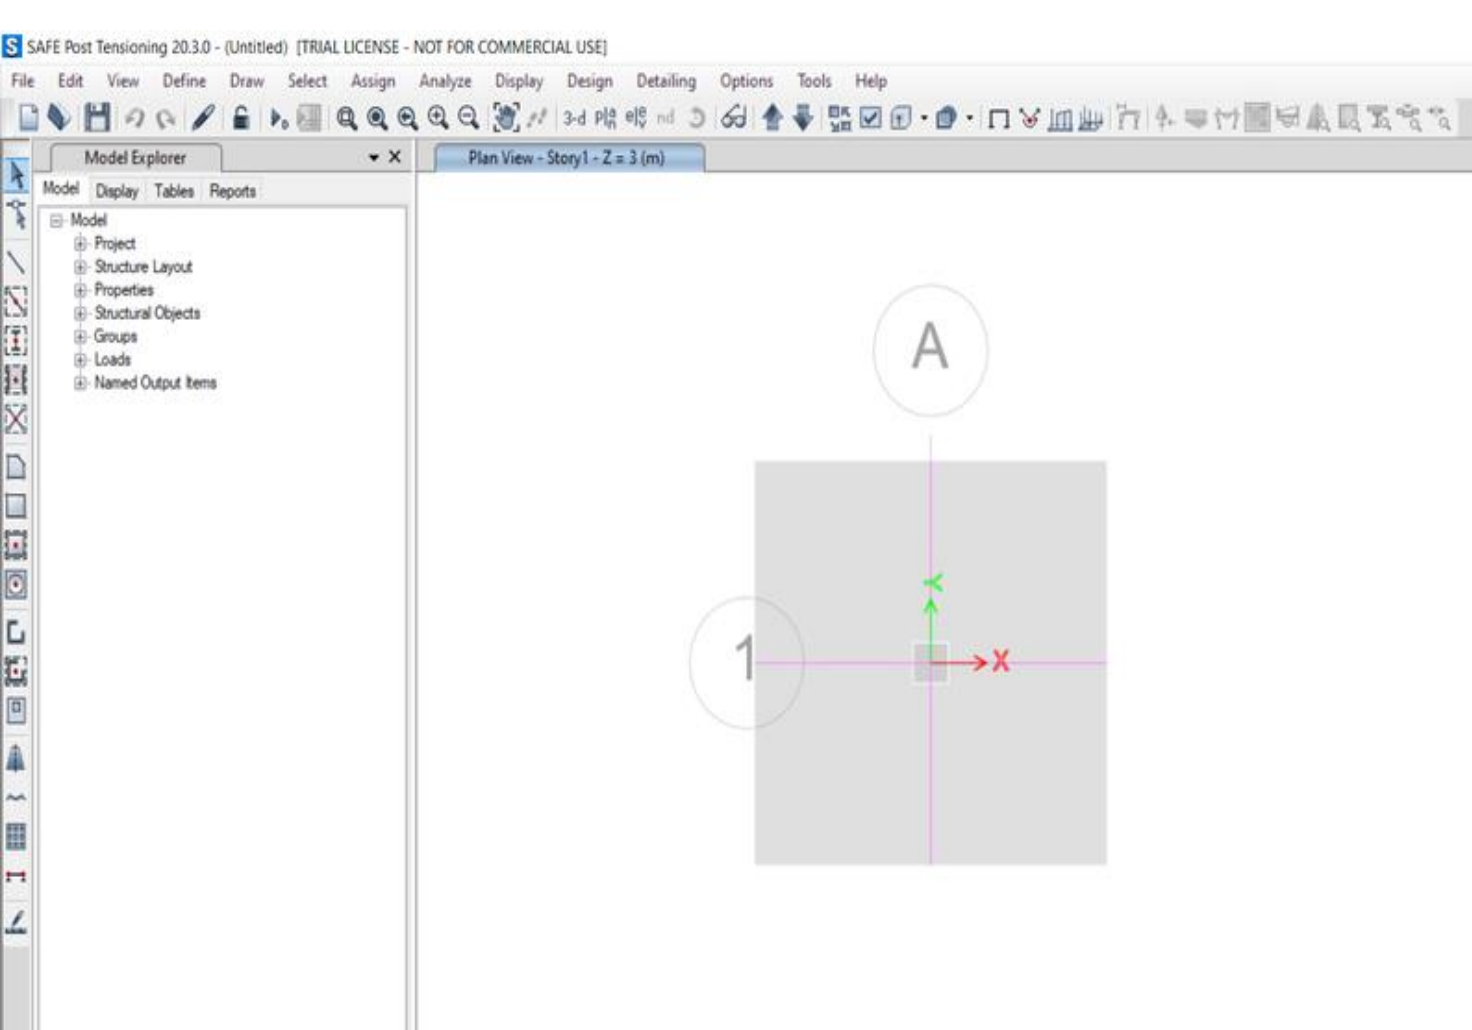 SAFE Post Tensioning 20.3.0 - (Untitled) [TRIAL LICENSE - NOT FOR COMMERCIAL USE]
File Edit View Define Draw Select Assign Analyze Display Design Detailing Options Tools Help
3-d nd
Model Explorer
Plan View - Story1 - Z = 3 (m)
Model Display Tables Reports
Model
Project
Structure Layout
Properties
Structural Objects
Groups
Loads
Named Output Items
A
Y
1
X